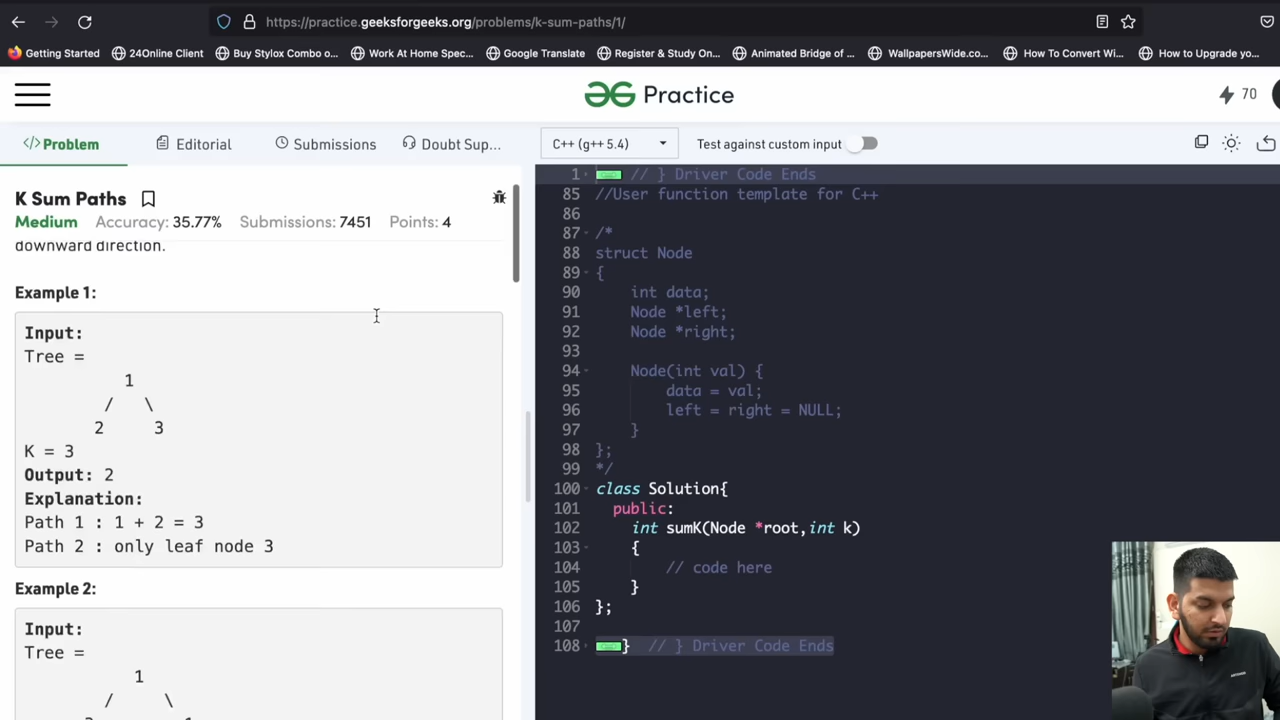 https://practice.geeksforgeeks.org/problems/k-sum-paths/1/
Getting Started 24Online Client Buy Stylox Combo o... Work At Home Spec... Google Translate Register & Study On... Animated Bridge of ... WallpapersWide.co... How To Convert Wi... How to Upgrade yo...
Practice
70
</>Problem Editorial Submissions Doubt Sup...
C++ (g++ 5.4) Test against custom input
K Sum Paths
Medium Accuracy: 35.77% Submissions: 7451 Points: 4
downward direction.
Example 1:
Input:
Tree =
1
/ \
2 3
K = 3
Output: 2
Explanation:
Path 1 : 1 + 2 = 3
Path 2 : only leaf node 3
Example 2:
Input:
Tree =
1
/ \
1 // } Driver Code Ends
85 //User function template for C++
86
87 /*
88 struct Node
89 {
90 int data;
91 Node *left;
92 Node *right;
93
94 Node(int val) {
95 data = val;
96 left = right = NULL;
97 }
98 };
99 */
100 class Solution{
101 public:
102 int sumK(Node *root,int k)
103 {
104 // code here
105 }
106 };
107
108 } // } Driver Code Ends